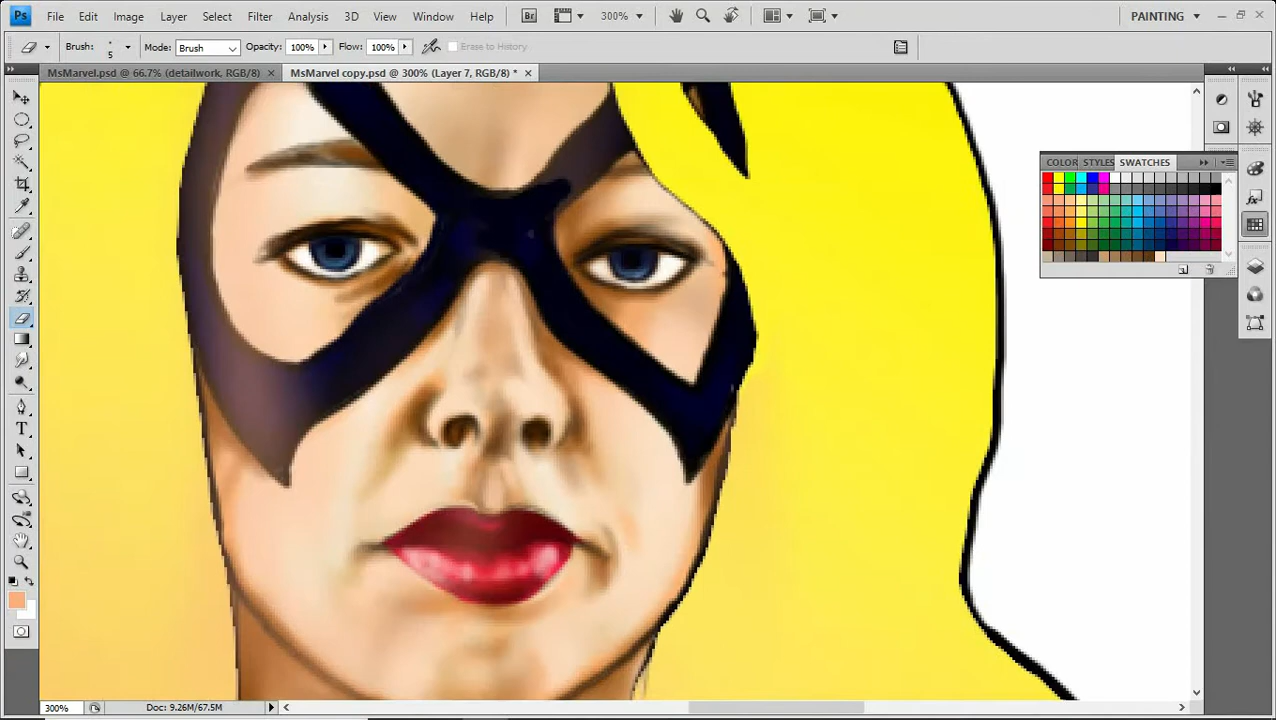 Ps File Edit Image Layer Select Filter Analysis 3D View Window Help Br 300% PAINTING
Brush: 5 Mode: Brush Opacity: 100% Flow: 100% Erase to History
MsMarvel.psd @ 66.7% (detailwork, RGB/8) × MsMarvel copy.psd @ 300% (Layer 7, RGB/8) * ×
COLOR STYLES SWATCHES
300% Doc: 9.26M/67.5M